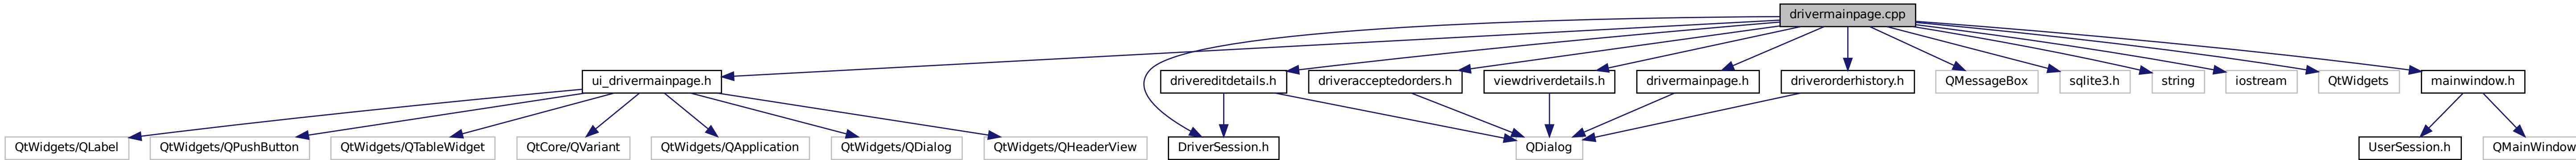 drivermainpage.cpp
ui_drivermainpage.h
drivereditdetails.h
driveracceptedorders.h
viewdriverdetails.h
drivermainpage.h
driverorderhistory.h
QMessageBox
sqlite3.h
string
iostream
QtWidgets
mainwindow.h
QtWidgets/QLabel
QtWidgets/QPushButton
QtWidgets/QTableWidget
QtCore/QVariant
QtWidgets/QApplication
QtWidgets/QDialog
QtWidgets/QHeaderView
DriverSession.h
QDialog
UserSession.h
QMainWindow